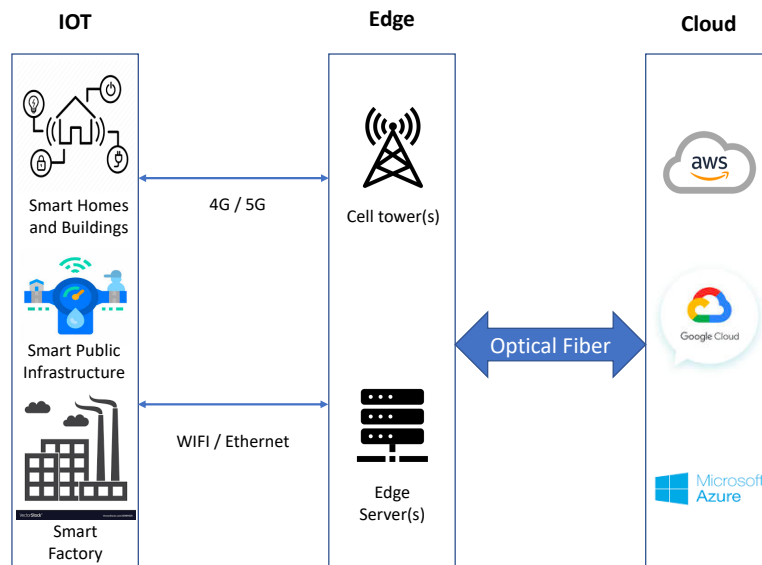 IOT
Edge
Cloud
Smart Homes
and Buildings
4G / 5G
Cell tower(s)
aws
Smart Public
Infrastructure
Optical Fiber
Google Cloud
WIFI / Ethernet
Edge
Server(s)
Microsoft
Azure
VectorStock
Smart
Factory